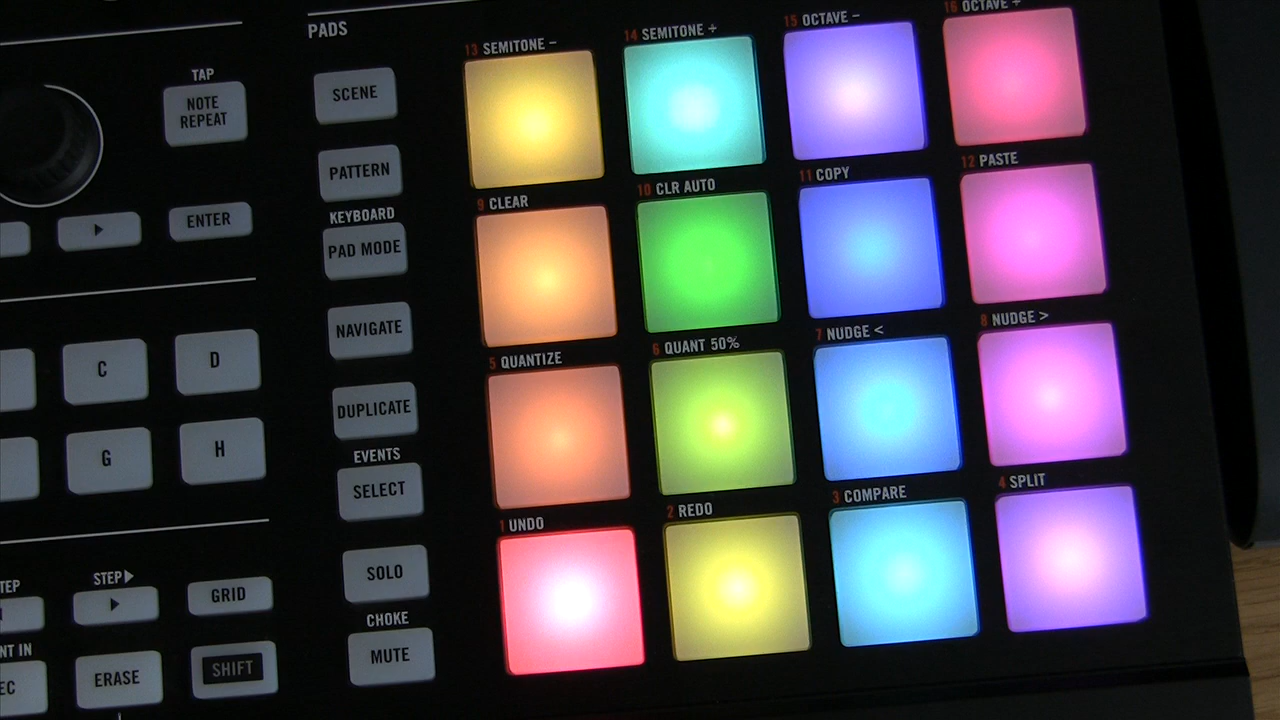 PADS
TAP
NOTE
REPEAT
ENTER
C
D
G
H
STEP
GRID
ERASE
SHIFT
SCENE
PATTERN
KEYBOARD
PAD MODE
NAVIGATE
DUPLICATE
EVENTS
SELECT
SOLO
CHOKE
MUTE
13 SEMITONE −
14 SEMITONE +
15 OCTAVE −
16 OCTAVE +
9 CLEAR
10 CLR AUTO
11 COPY
12 PASTE
5 QUANTIZE
6 QUANT 50%
7 NUDGE <
8 NUDGE >
1 UNDO
2 REDO
3 COMPARE
4 SPLIT